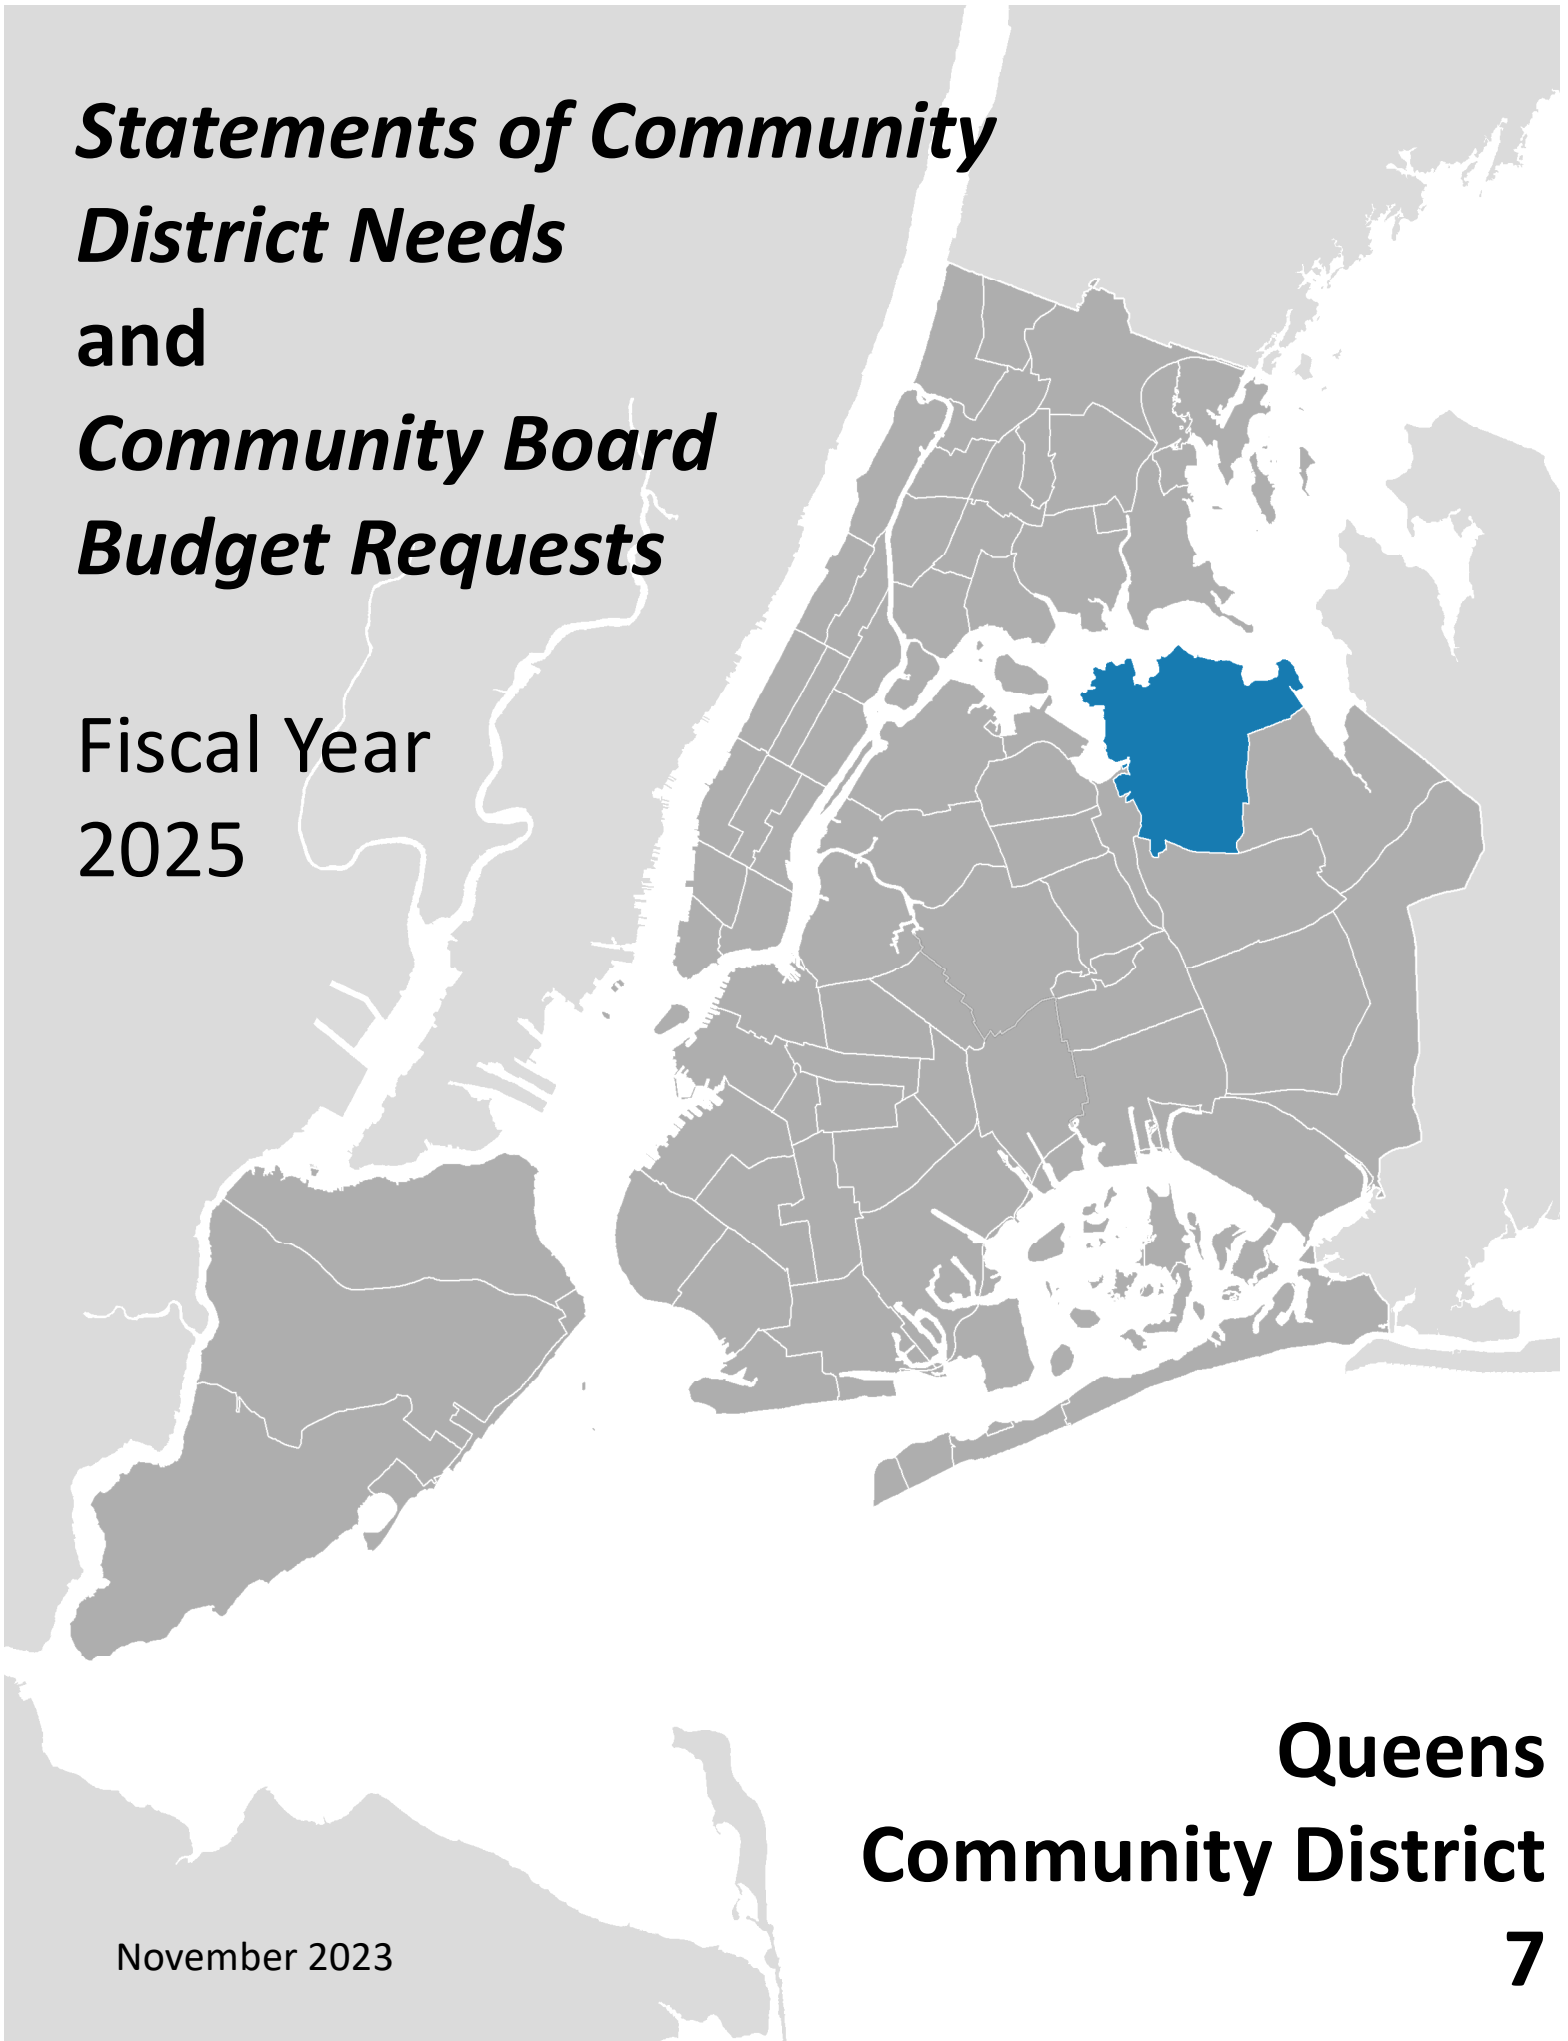 Statements of Community
District Needs
and
Community Board
Budget Requests
Fiscal Year
2025
Queens
Community District
7
November 2023